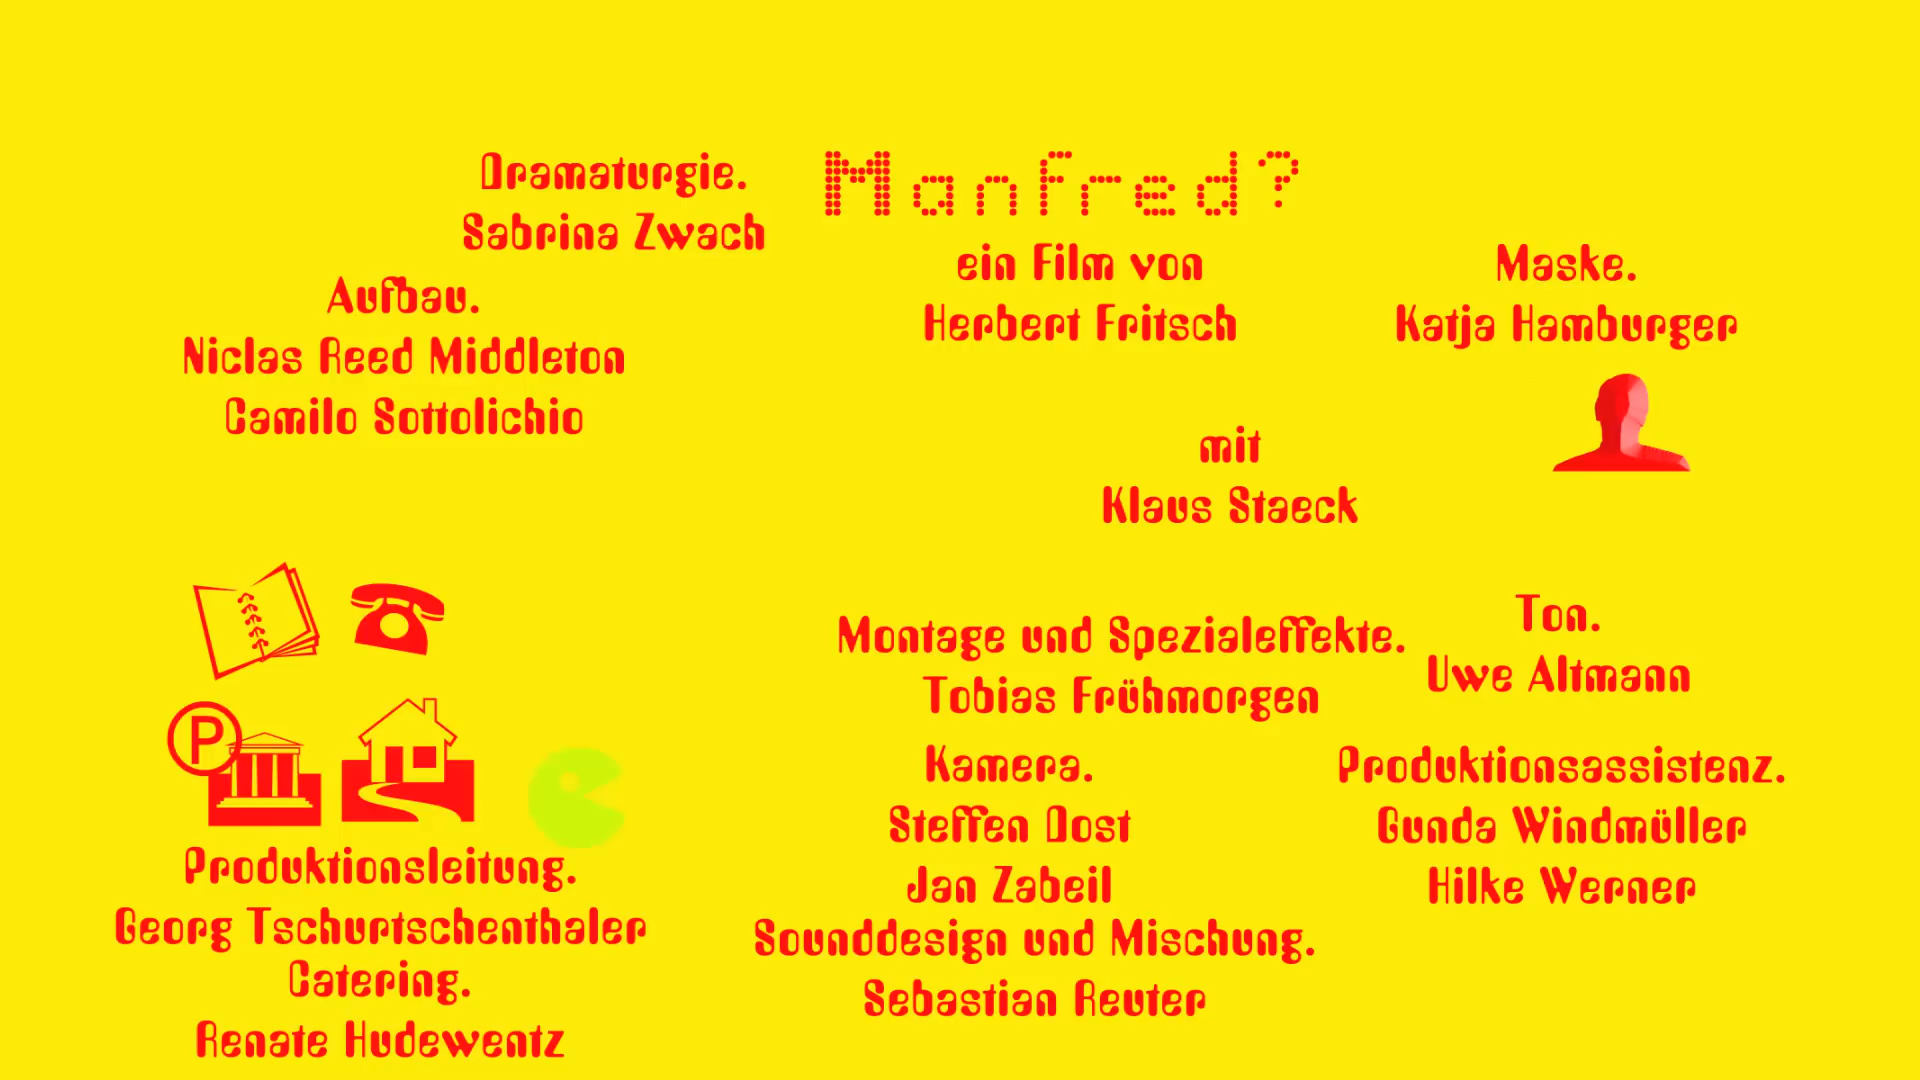 Dramaturgie.
Sabrina Zwach
Manfred?
ein Film von
Herbert Fritsch
Maske.
Katja Hamburger
Aufbau.
Niclas Reed Middleton
Camilo Sottolichio
mit
Klaus Staeck
Montage und Spezialeffekte.
Tobias Frühmorgen
Ton.
Uwe Altmann
P
Kamera.
Steffen Dost
Jan Zabeil
Produktionsassistenz.
Gunda Windmüller
Hilke Werner
Produktionsleitung.
Georg Tschurtschenthaler
Sounddesign und Mischung.
Sebastian Reuter
Catering.
Renate Hudewentz